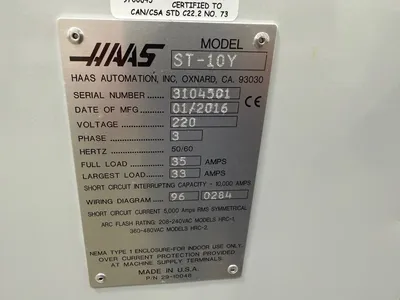 CERTIFIED TO
CAN/CSA STD C22.2 NO. 73
HAAS
MODEL
ST-10Y
HAAS AUTOMATION, INC. OXNARD, CA. 93030
SERIAL NUMBER 3104501
DATE OF MFG 01/2016 CE
VOLTAGE 220
PHASE 3
HERTZ 50/60
FULL LOAD 35 AMPS
LARGEST LOAD 33 AMPS
SHORT CIRCUIT INTERRUPTING CAPACITY - 10,000 AMPS
WIRING DIAGRAM 96 0284
SHORT CIRCUIT CURRENT 5,000 Amps RMS SYMMETRICAL
ARC FLASH RATING: 208-240VAC MODELS HRC-1,
360-480VAC MODELS HRC-2.
NEMA TYPE 1 ENCLOSURE-FOR INDOOR USE ONLY,
OVER CURRENT PROTECTION PROVIDED
AT MACHINE SUPPLY TERMINALS.
MADE IN U.S.A.
P/N 29-10046